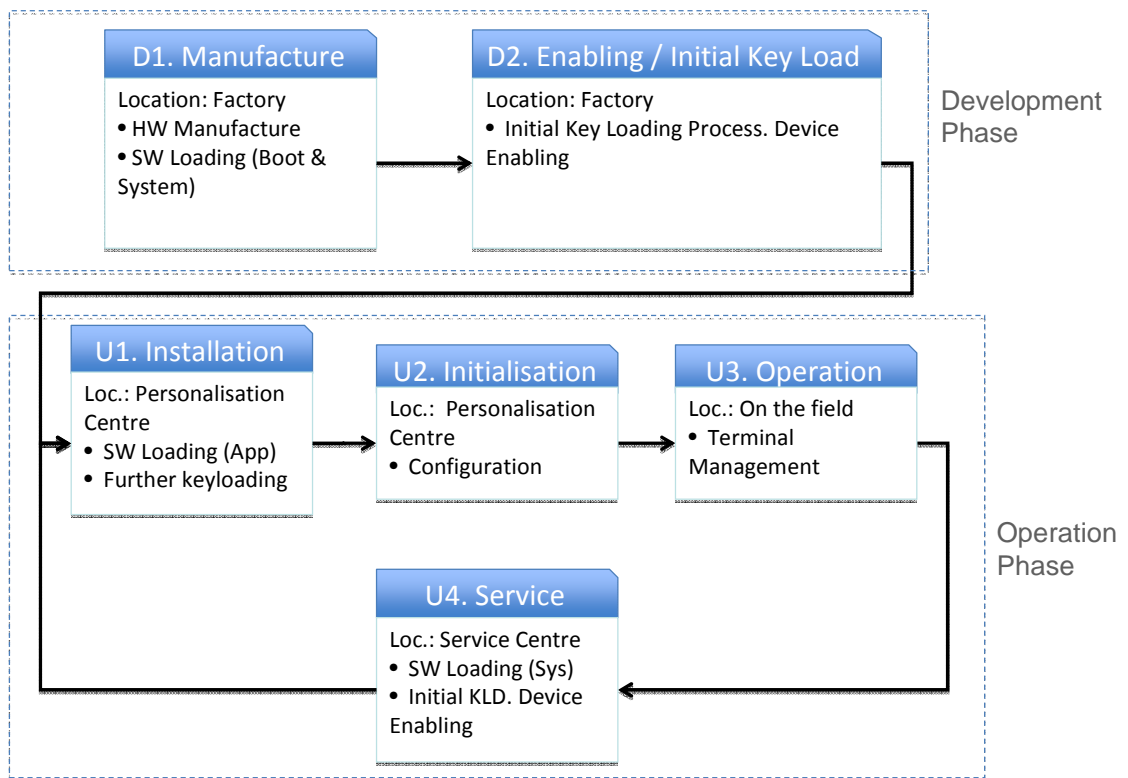 D1. Manufacture
Location: Factory
• HW Manufacture
• SW Loading (Boot &
System)
D2. Enabling / Initial Key Load
Location: Factory
• Initial Key Loading Process. Device
Enabling
Development
Phase
U1. Installation
Loc.: Personalisation
Centre
• SW Loading (App)
• Further keyloading
U2. Initialisation
Loc.: Personalisation
Centre
• Configuration
U3. Operation
Loc.: On the field
• Terminal
Management
Operation
Phase
U4. Service
Loc.: Service Centre
• SW Loading (Sys)
• Initial KLD. Device
Enabling